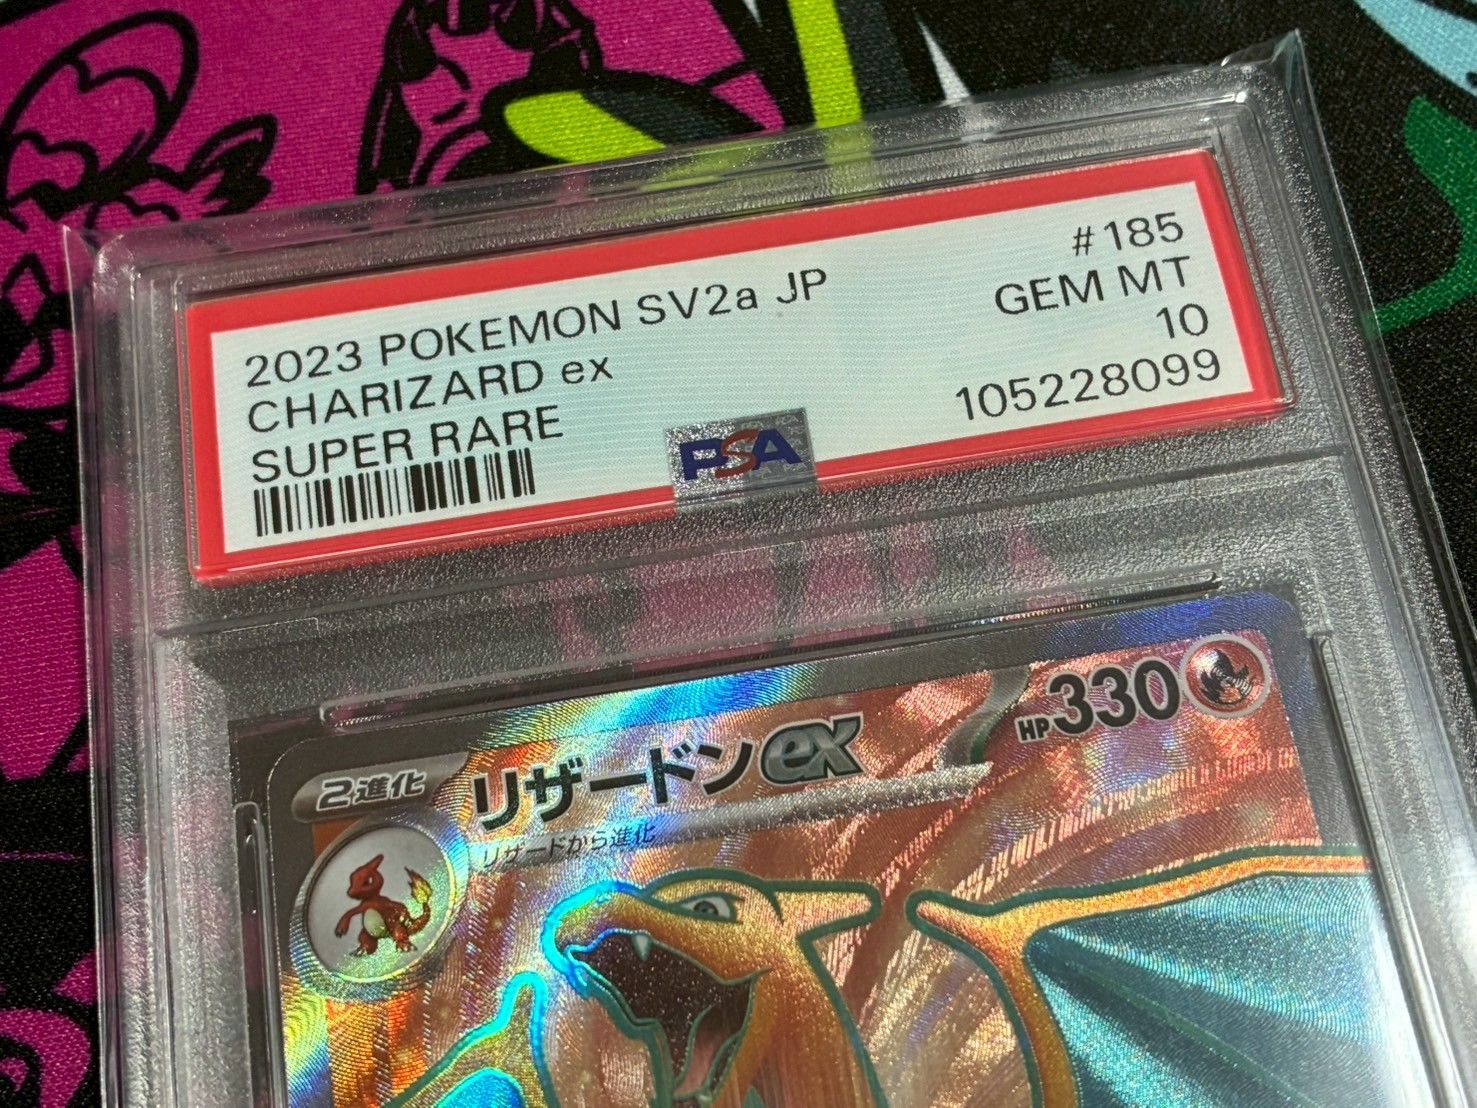 2023 POKEMON SV2a JP
#185
CHARIZARD ex
GEM MT
SUPER RARE
10
105228099
PSA
2進化
リザードンex
HP330
リザードから進化